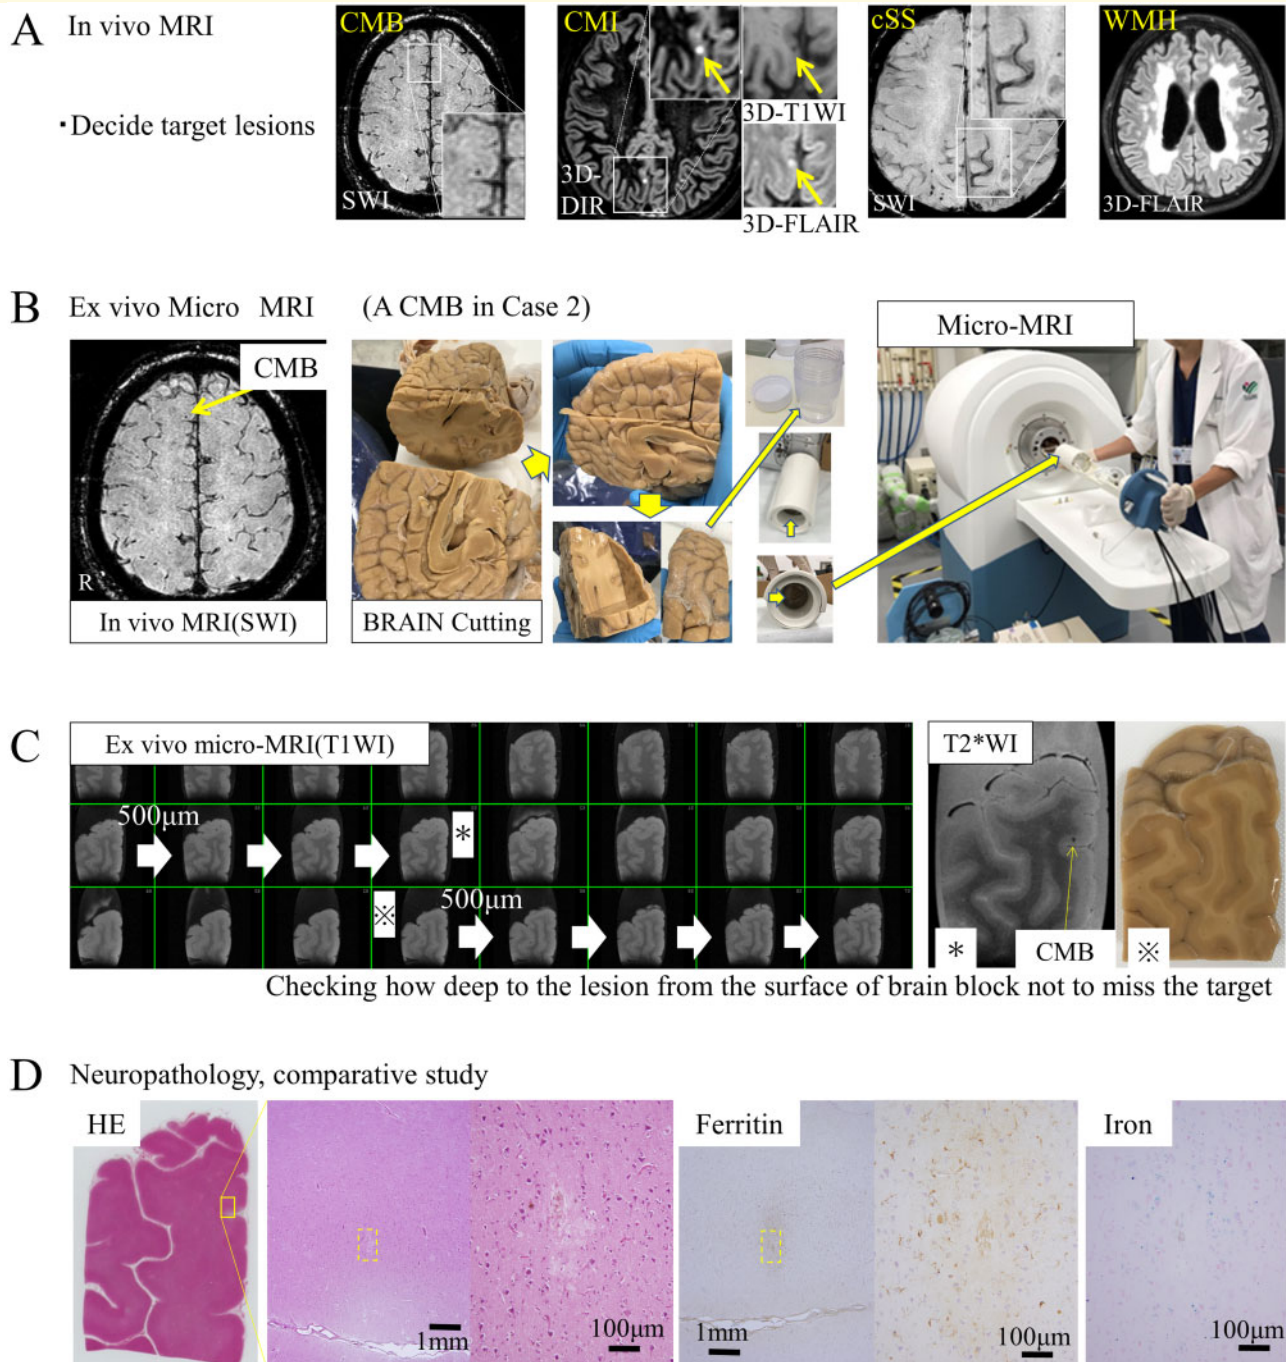 A In vivo MRI
・Decide target lesions
CMB
SWI
CMI
3D-DIR
3D-T1WI
3D-FLAIR
cSS
SWI
WMH
3D-FLAIR
B Ex vivo Micro MRI (A CMB in Case 2)
CMB
R
In vivo MRI(SWI)
BRAIN Cutting
Micro-MRI
C
Ex vivo micro-MRI(T1WI)
500μm
*
※
500μm
T2*WI
* CMB ※
Checking how deep to the lesion from the surface of brain block not to miss the target
D Neuropathology, comparative study
HE
1mm
100μm
Ferritin
1mm
100μm
Iron
100μm